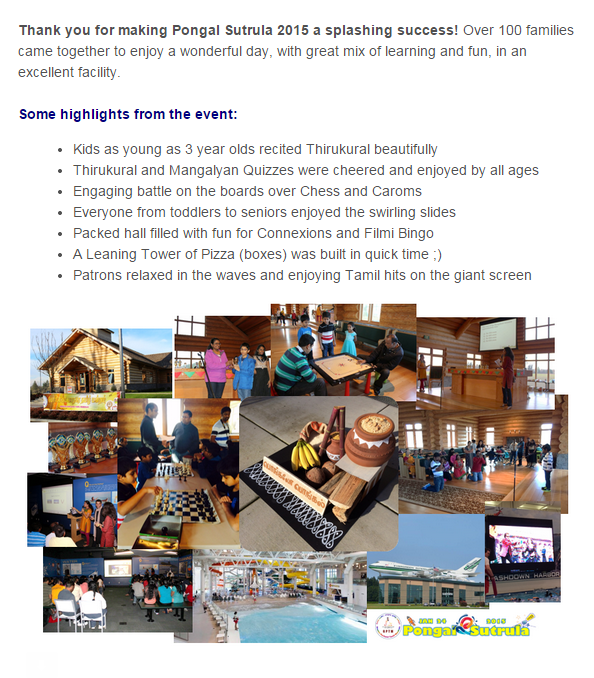 Thank you for making Pongal Sutrula 2015 a splashing success! Over 100 families
came together to enjoy a wonderful day, with great mix of learning and fun, in an
excellent facility.
Some highlights from the event:
Kids as young as 3 year olds recited Thirukural beautifully
Thirukural and Mangalyan Quizzes were cheered and enjoyed by all ages
Engaging battle on the boards over Chess and Caroms
Everyone from toddlers to seniors enjoyed the swirling slides
Packed hall filled with fun for Connexions and Filmi Bingo
A Leaning Tower of Pizza (boxes) was built in quick time ;)
Patrons relaxed in the waves and enjoying Tamil hits on the giant screen
SPLASHDOWN HARBOR
JAN 24 2015
Pongal Sutrula